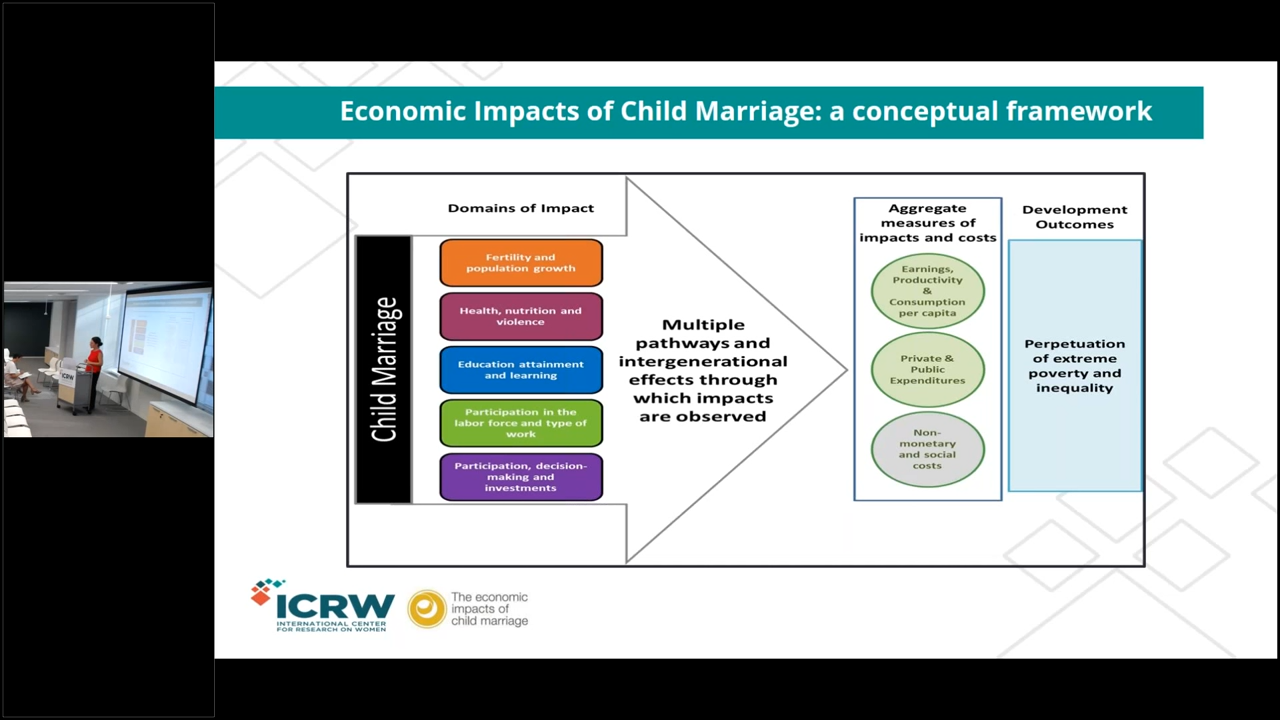 Economic Impacts of Child Marriage: a conceptual framework
Child Marriage
Domains of Impact
Fertility and
population growth
Health, nutrition and
violence
Education attainment
and learning
Participation in the
labor force and type of
work
Participation, decision-
making and
investments
Multiple
pathways and
intergenerational
effects through
which impacts
are observed
Aggregate
measures of
impacts and costs
Earnings,
Productivity
&
Consumption
per capita
Private &
Public
Expenditures
Non-
monetary
and social
costs
Development
Outcomes
Perpetuation
of extreme
poverty and
inequality
ICRW
INTERNATIONAL CENTER
FOR RESEARCH ON WOMEN
The economic
impacts of
child marriage
ICRW